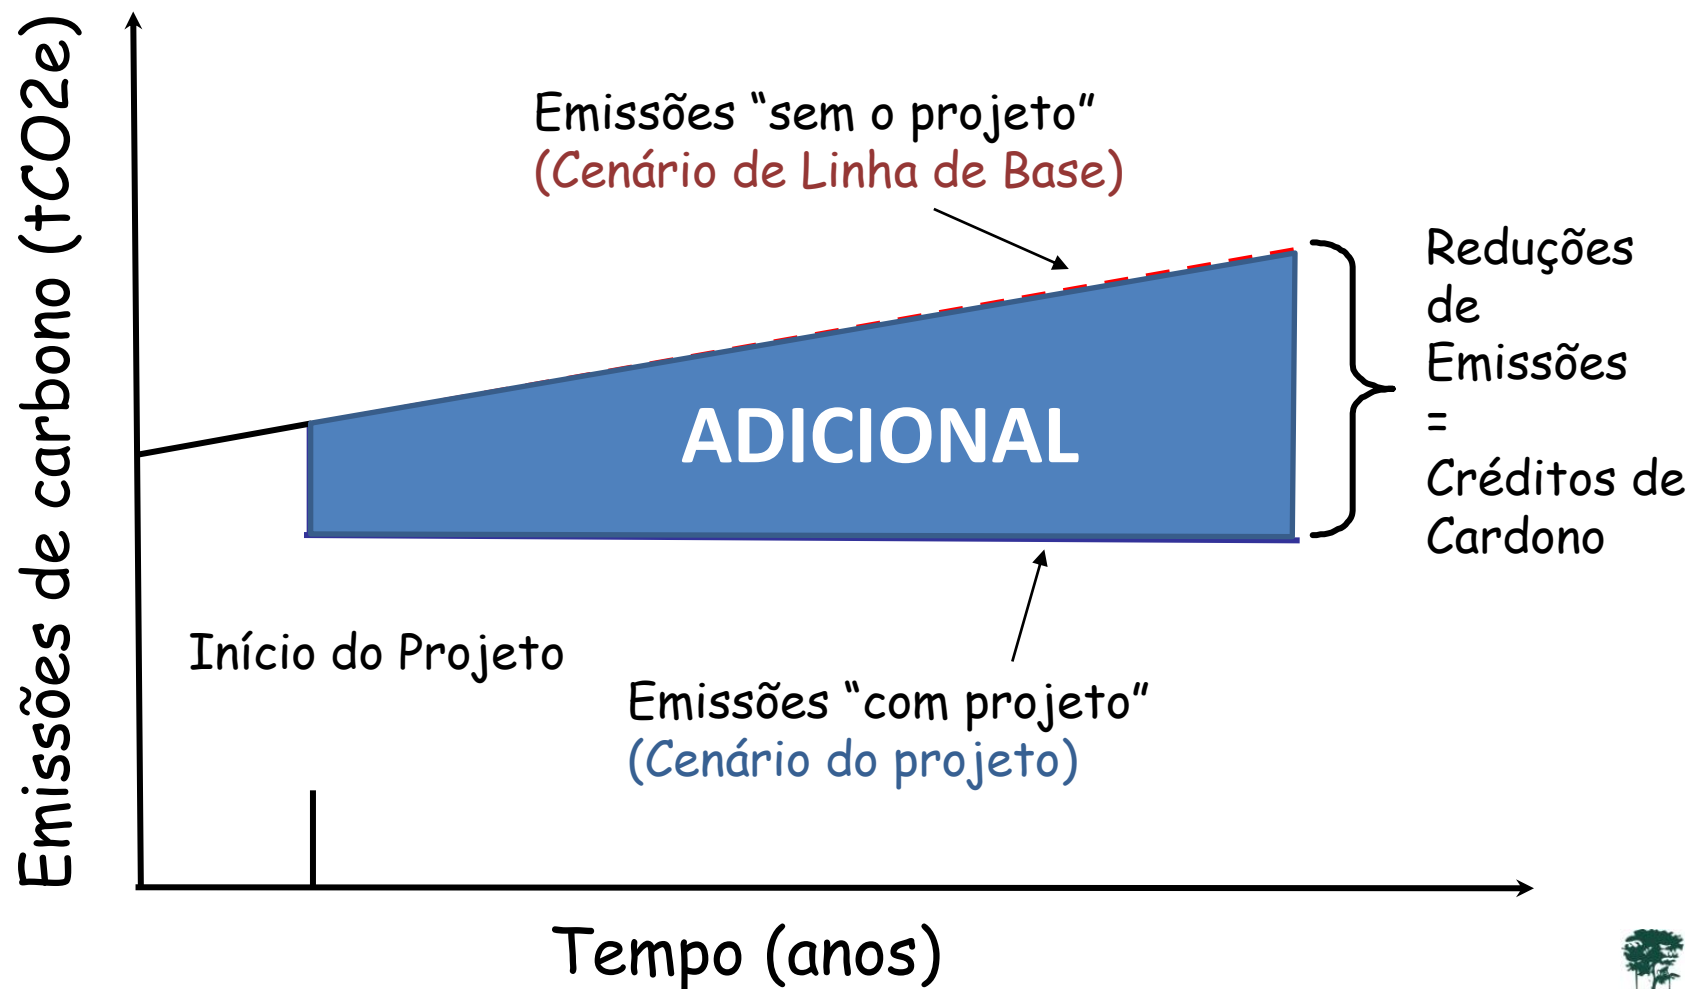 Emissões de carbono (tCO2e)
Emissões “sem o projeto”
(Cenário de Linha de Base)
Reduções
de
Emissões
=
Créditos de
Cardono
ADICIONAL
Início do Projeto
Emissões “com projeto”
(Cenário do projeto)
Tempo (anos)